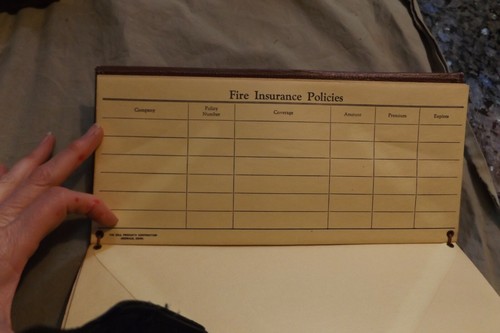 Fire Insurance Policies
Company Policy Number Coverage Amount Premium Expires